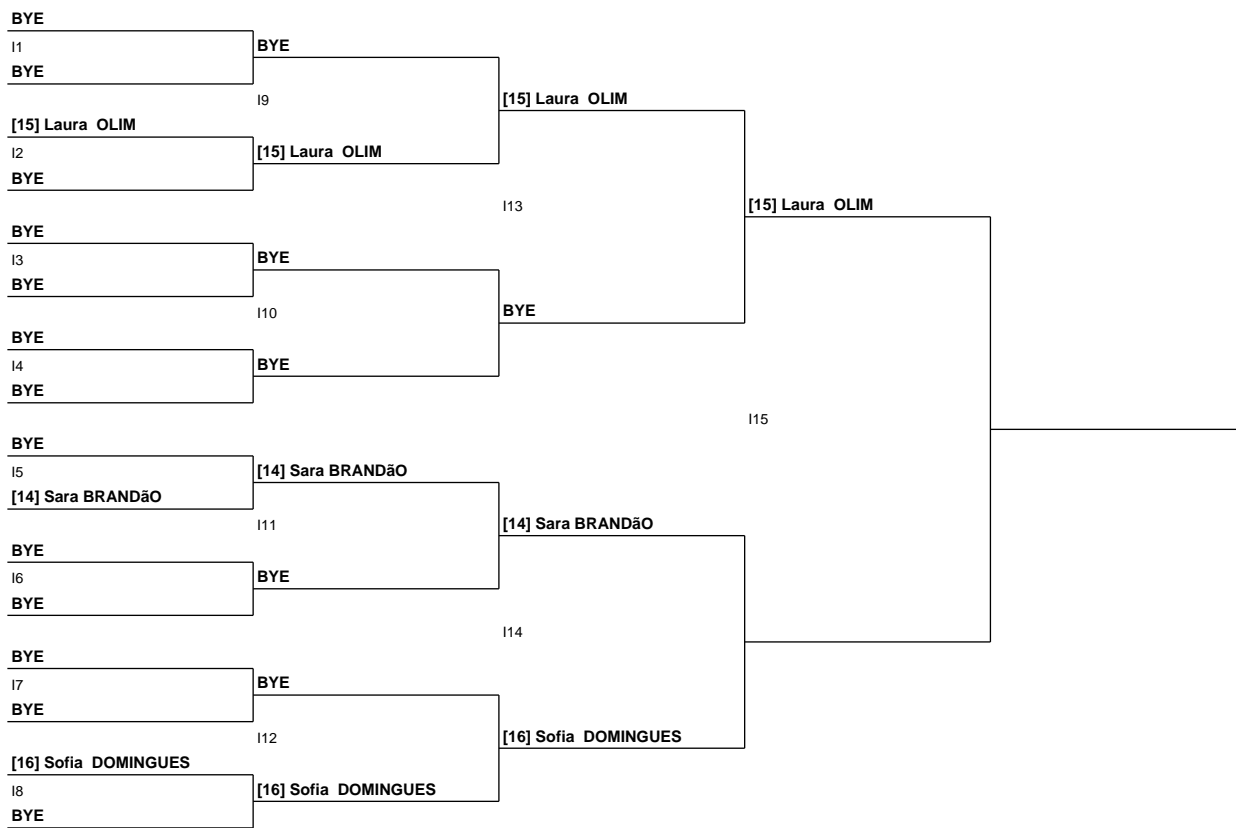 BYE
I1
BYE
BYE
I9
[15] Laura OLIM
[15] Laura OLIM
I2
[15] Laura OLIM
BYE
I13
[15] Laura OLIM
BYE
I3
BYE
BYE
I10
BYE
BYE
I4
BYE
BYE
I15
BYE
I5
[14] Sara BRANDãO
[14] Sara BRANDãO
I11
[14] Sara BRANDãO
BYE
I6
BYE
BYE
I14
BYE
I7
BYE
BYE
I12
[16] Sofia DOMINGUES
[16] Sofia DOMINGUES
I8
[16] Sofia DOMINGUES
BYE